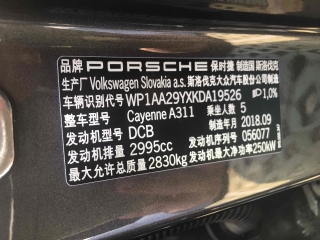 品牌 PORSCHE 保时捷 制造国 斯洛伐克
生产厂 Volkswagen Slovakia a.s. 斯洛伐克大众汽车股份公司制造
车辆识别代号 WP1AA29YXKDA19526 1,0%
整车型号 Cayenne A311 乘坐人数 5
发动机型号 DCB 制造年月 2018.09
发动机排量 2995cc 发动机序号 056077
最大允许总质量 2830kg 发动机最大净功率 250kW